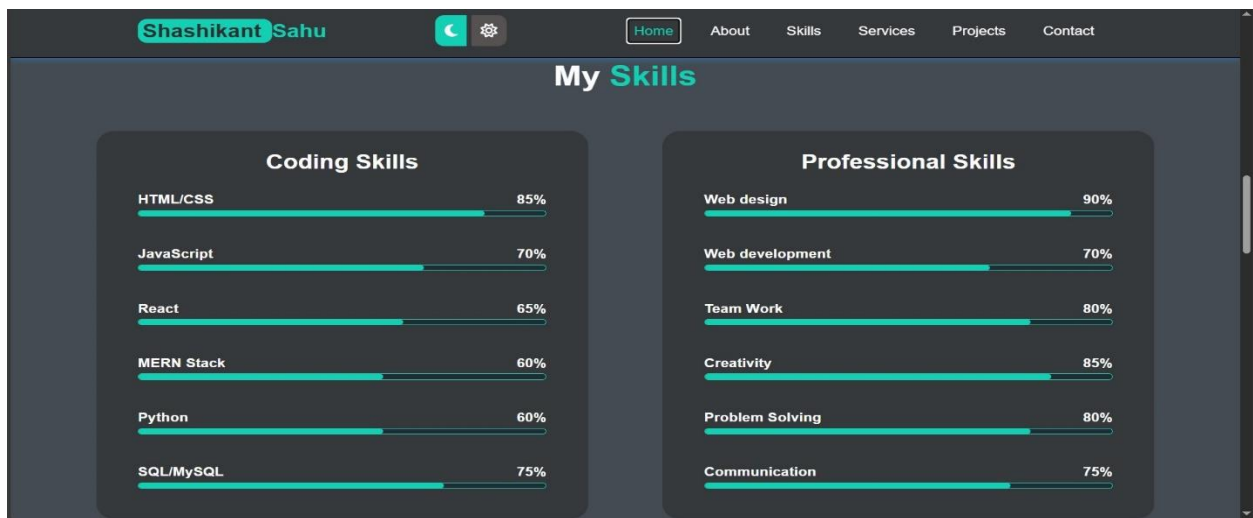 Shashikant Sahu Home About Skills Services Projects Contact
My Skills
Coding Skills
HTML/CSS 85%
JavaScript 70%
React 65%
MERN Stack 60%
Python 60%
SQL/MySQL 75%
Professional Skills
Web design 90%
Web development 70%
Team Work 80%
Creativity 85%
Problem Solving 80%
Communication 75%